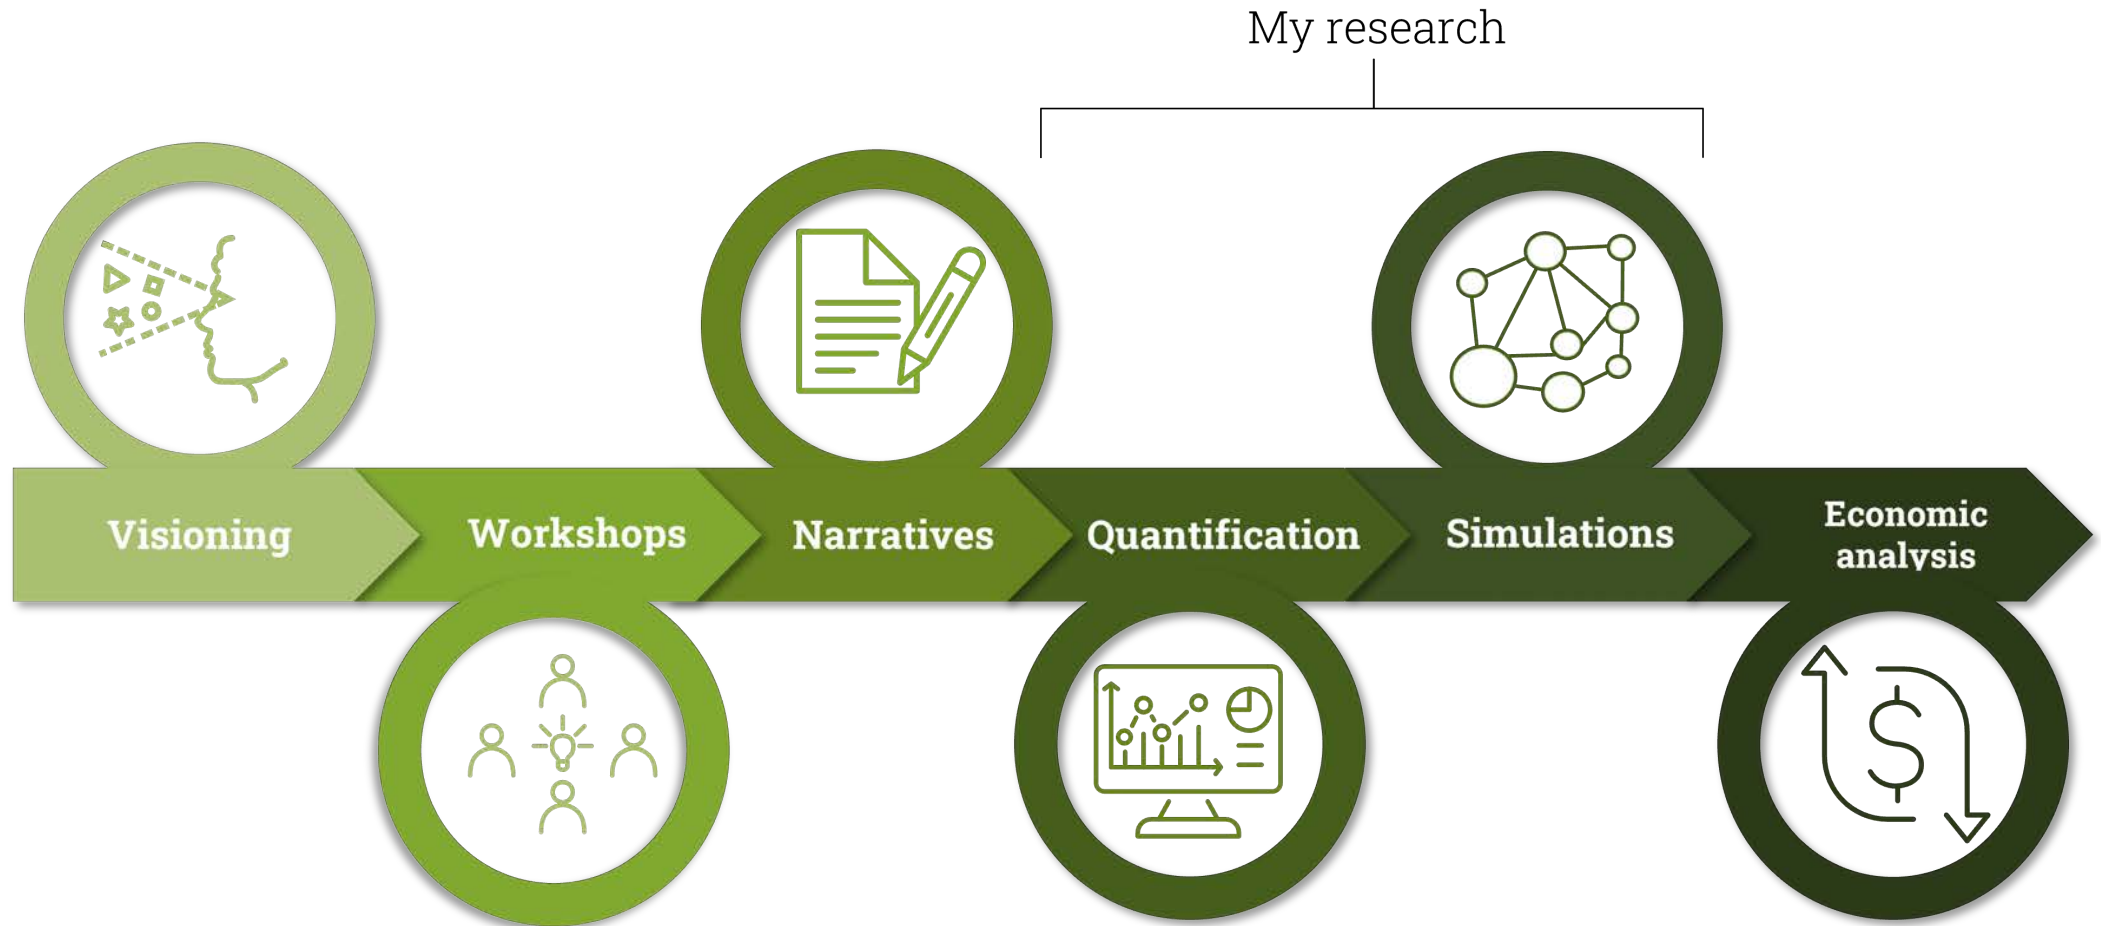 My research
Visioning
Workshops
Narratives
Quantification
Simulations
Economic
analysis